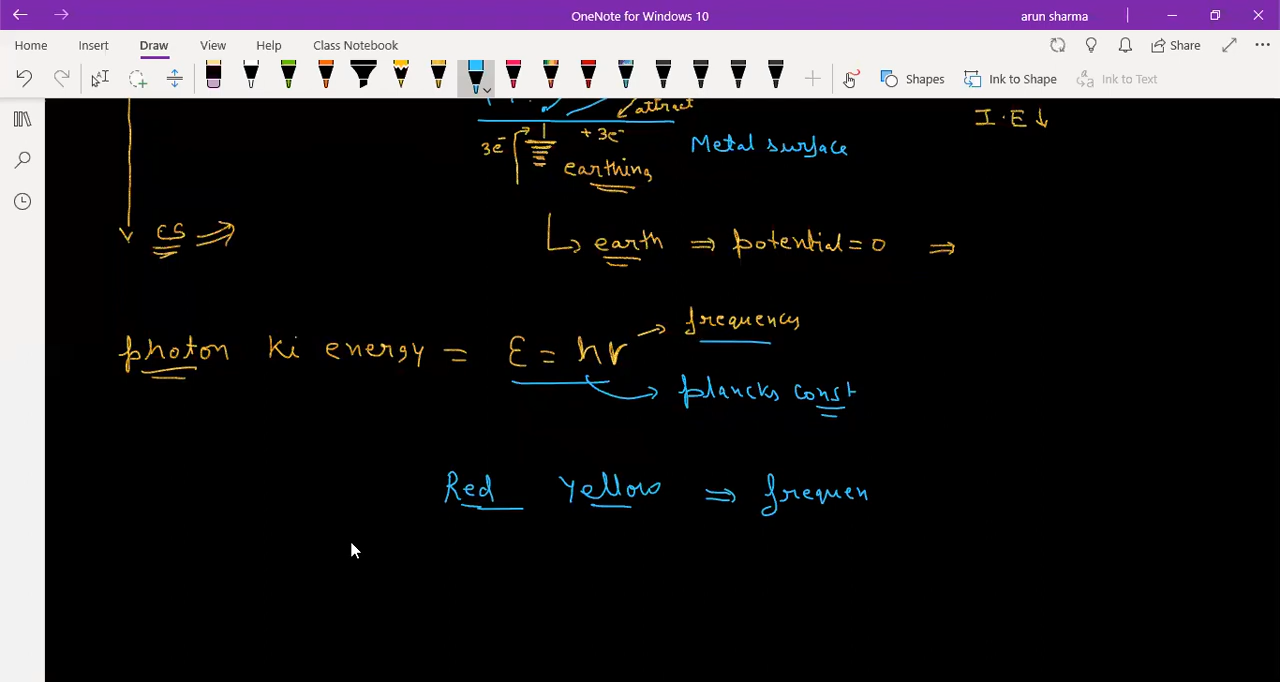 OneNote for Windows 10
arun sharma
Home Insert Draw View Help Class Notebook
Share
Shapes Ink to Shape Ink to Text
attract
I.E↓
3e⁻ + 3e⁻ Metal surface
earthing
Cs ⇒
↳ earth ⇒ potential = 0 ⇒
frequency
photon ki energy = E = hν →
plancks const
Red Yellow ⇒ frequen